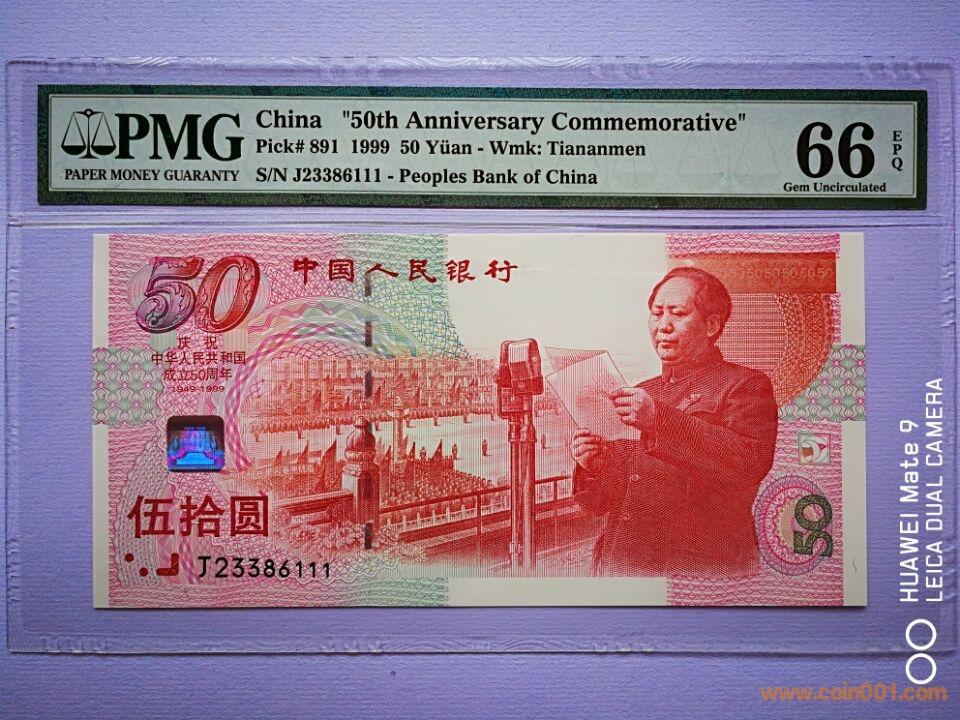 PMG
PAPER MONEY GUARANTY
China "50th Anniversary Commemorative"
Pick# 891 1999 50 Yüan - Wmk: Tiananmen
S/N J23386111 - Peoples Bank of China
66
EPQ
Gem Uncirculated
50
中国人民银行
庆祝
中华人民共和国
成立50周年
1949-1999
伍拾圆
J23386111
50
HUAWEI Mate 9
LEICA DUAL CAMERA
www.coin001.com